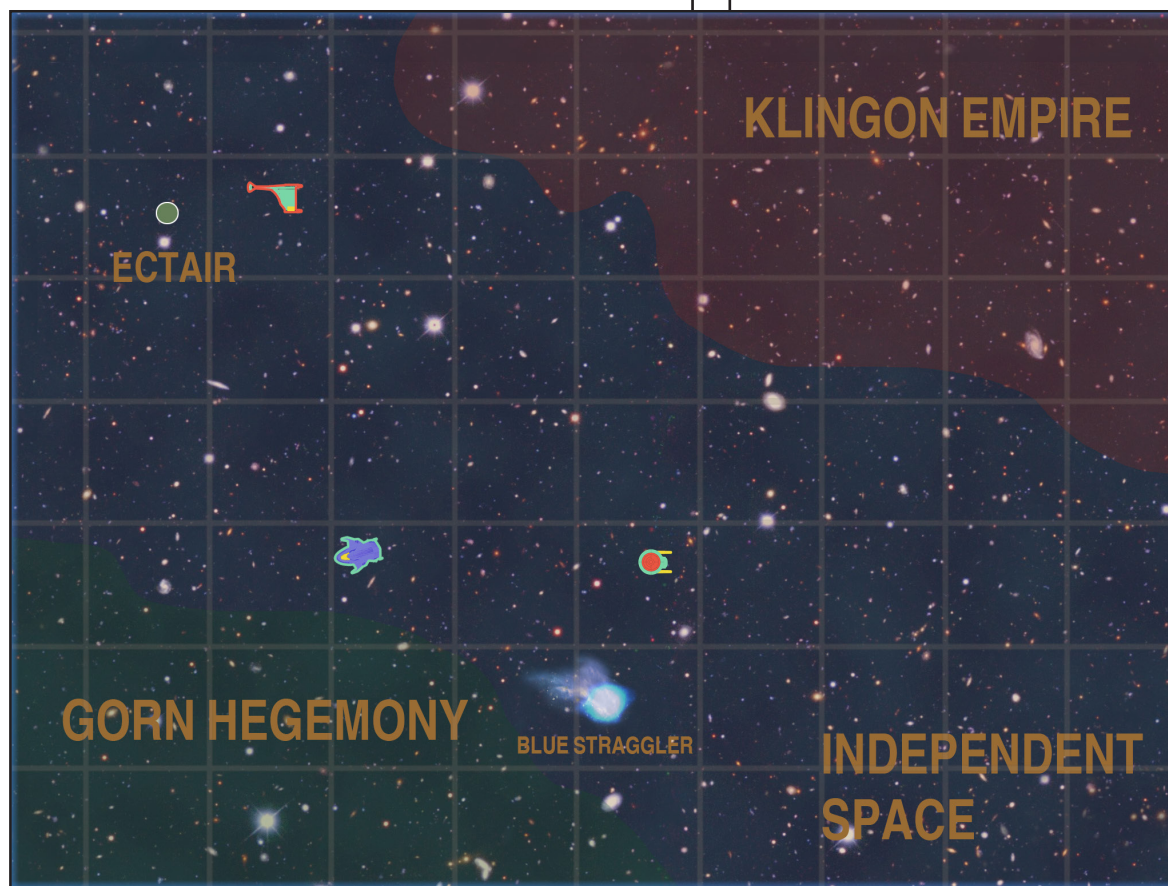 KLINGON EMPIRE
ECTAIR
GORN HEGEMONY
BLUE STRAGGLER
INDEPENDENT
SPACE